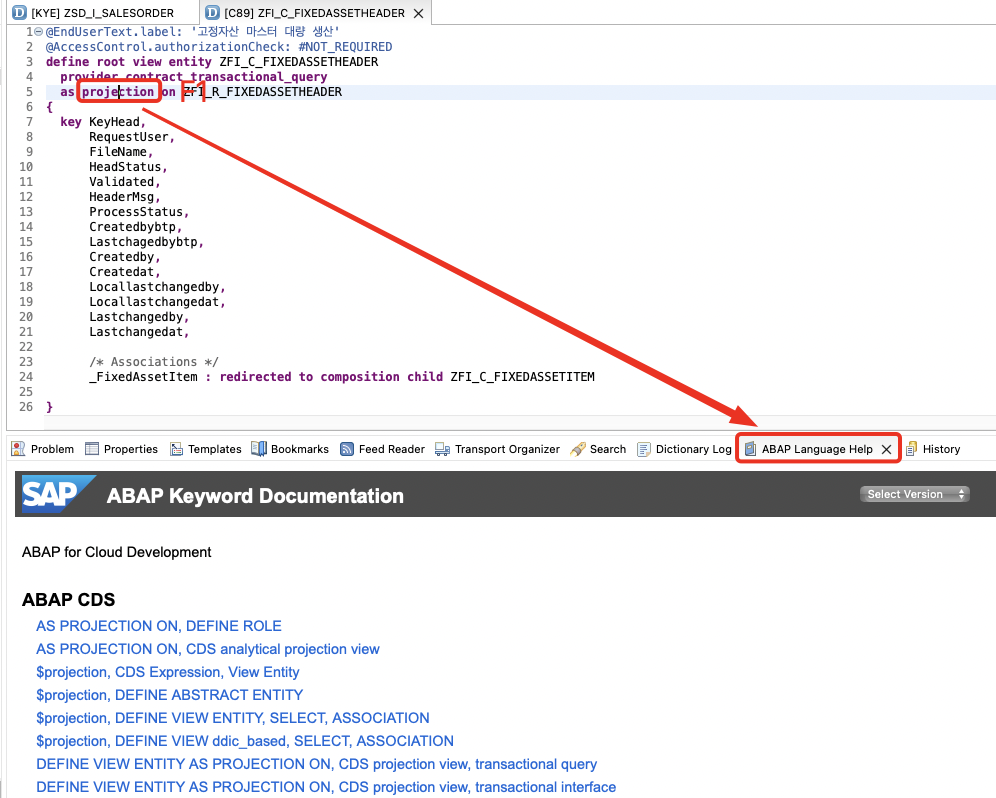 [KYE] ZSD_I_SALESORDER
[C89] ZFI_C_FIXEDASSETHEADER
1 @EndUserText.label: '고정자산 마스터 대량 생산'
2 @AccessControl.authorizationCheck: #NOT_REQUIRED
3 define root view entity ZFI_C_FIXEDASSETHEADER
4 provider contract transactional_query
5 as projection on ZFI_R_FIXEDASSETHEADER
F1
6 {
7 key KeyHead,
8 RequestUser,
9 FileName,
10 HeadStatus,
11 Validated,
12 HeaderMsg,
13 ProcessStatus,
14 Createdbybtp,
15 Lastchagedbybtp,
16 Createdby,
17 Createdat,
18 Locallastchangedby,
19 Locallastchangedat,
20 Lastchangedby,
21 Lastchangedat,
22
23 /* Associations */
24 _FixedAssetItem : redirected to composition child ZFI_C_FIXEDASSETITEM
25
26 }
Problem Properties Templates Bookmarks Feed Reader Transport Organizer Search Dictionary Log ABAP Language Help History
SAP ABAP Keyword Documentation Select Version
ABAP for Cloud Development
ABAP CDS
AS PROJECTION ON, DEFINE ROLE
AS PROJECTION ON, CDS analytical projection view
$projection, CDS Expression, View Entity
$projection, DEFINE ABSTRACT ENTITY
$projection, DEFINE VIEW ENTITY, SELECT, ASSOCIATION
$projection, DEFINE VIEW ddic_based, SELECT, ASSOCIATION
DEFINE VIEW ENTITY AS PROJECTION ON, CDS projection view, transactional query
DEFINE VIEW ENTITY AS PROJECTION ON, CDS projection view, transactional interface